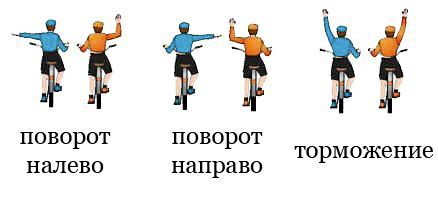 поворот
налево
поворот
направо
торможение